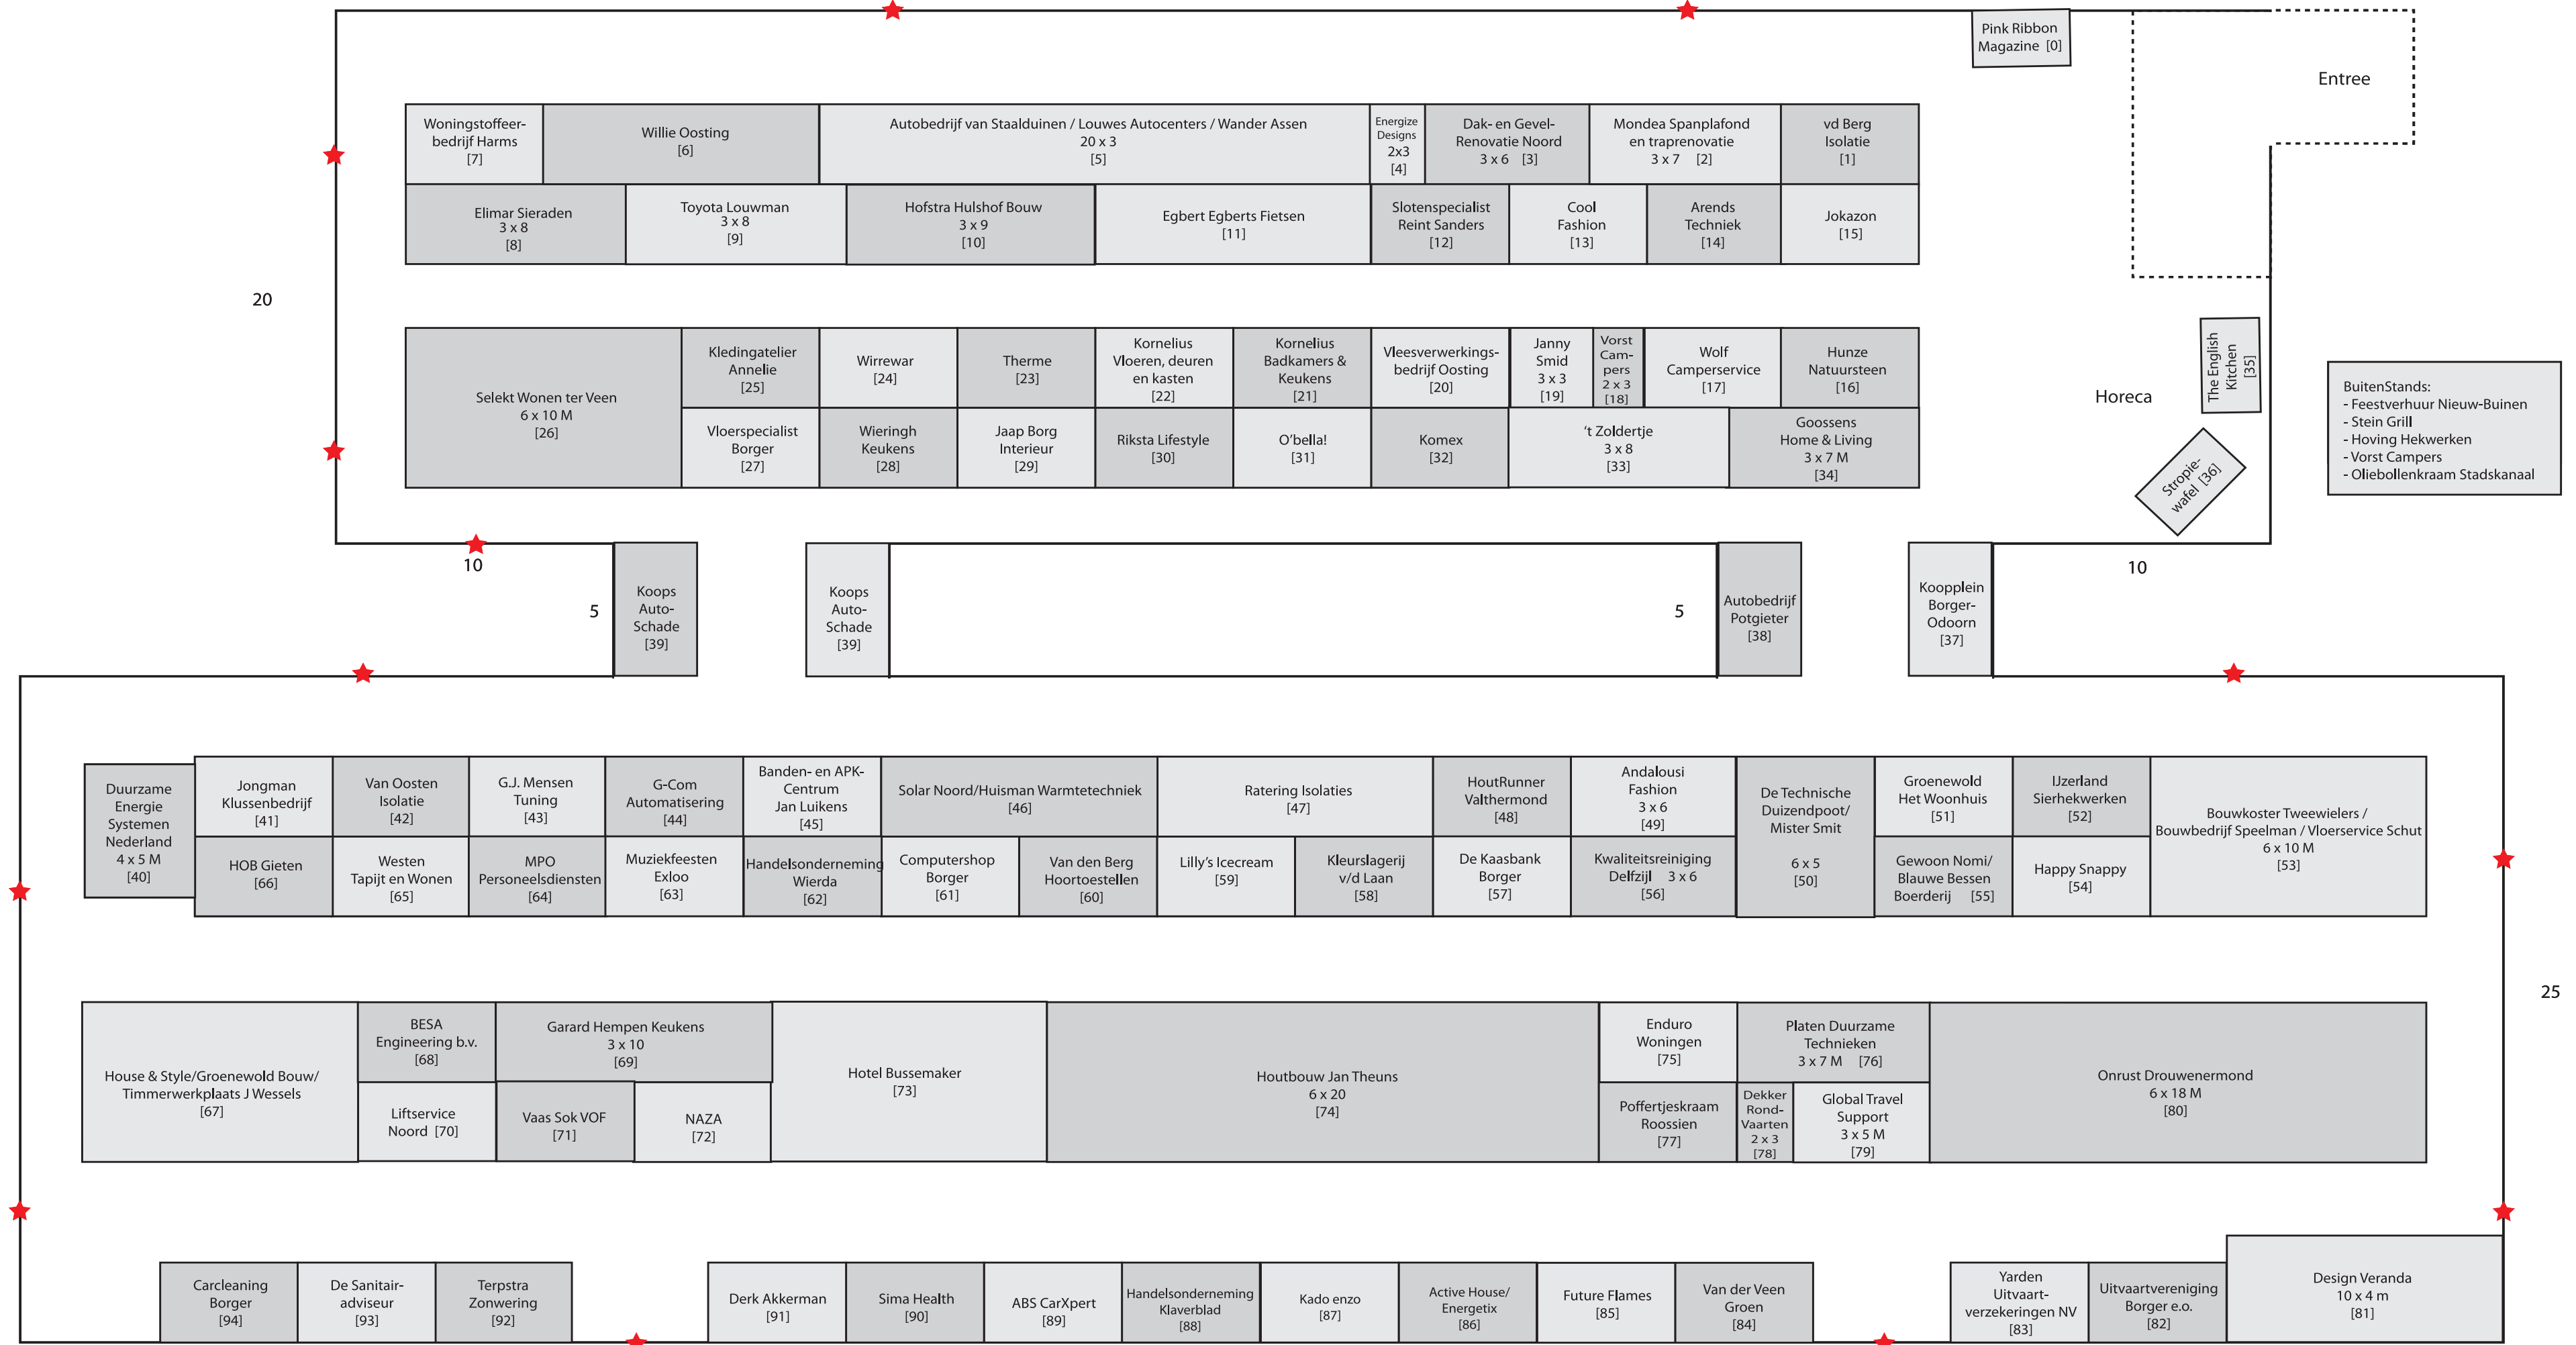 Pink Ribbon
Magazine [0]
Entree
Woningstoffeer-
bedrijf Harms
[7]
Willie Oosting
[6]
Autobedrijf van Staalduinen / Louwes Autocenters / Wander Assen
20 x 3
[5]
Energize
Designs
2x3
[4]
Dak- en Gevel-
Renovatie Noord
3 x 6 [3]
Mondea Spanplafond
en traprenovatie
3 x 7 [2]
vd Berg
Isolatie
[1]
Elimar Sieraden
3 x 8
[8]
Toyota Louwman
3 x 8
[9]
Hofstra Hulshof Bouw
3 x 9
[10]
Egbert Egberts Fietsen
[11]
Slotenspecialist
Reint Sanders
[12]
Cool
Fashion
[13]
Arends
Techniek
[14]
Jokazon
[15]
20
Selekt Wonen ter Veen
6 x 10 M
[26]
Kledingatelier
Annelie
[25]
Wirrewar
[24]
Therme
[23]
Kornelius
Vloeren, deuren
en kasten
[22]
Kornelius
Badkamers &
Keukens
[21]
Vleesverwerkings-
bedrijf Oosting
[20]
Janny
Smid
3 x 3
[19]
Vorst
Cam-
pers
2 x 3
[18]
Wolf
Camperservice
[17]
Hunze
Natuursteen
[16]
Vloerspecialist
Borger
[27]
Wieringh
Keukens
[28]
Jaap Borg
Interieur
[29]
Riksta Lifestyle
[30]
O'bella!
[31]
Komex
[32]
‘t Zoldertje
3 x 8
[33]
Goossens
Home & Living
3 x 7 M
[34]
Horeca
The English
Kitchen
[35]
Stropie-
wafel [36]
BuitenStands:
- Feestverhuur Nieuw-Buinen
- Stein Grill
- Hoving Hekwerken
- Vorst Campers
- Oliebollenkraam Stadskanaal
10
5
Koops
Auto-
Schade
[39]
Koops
Auto-
Schade
[39]
5
Autobedrijf
Potgieter
[38]
Koopplein
Borger-
Odoorn
[37]
10
Duurzame
Energie
Systemen
Nederland
4 x 5 M
[40]
Jongman
Klussenbedrijf
[41]
Van Oosten
Isolatie
[42]
G.J. Mensen
Tuning
[43]
G-Com
Automatisering
[44]
Banden- en APK-
Centrum
Jan Luikens
[45]
Solar Noord/Huisman Warmtetechniek
[46]
Ratering Isolaties
[47]
HoutRunner
Valthermond
[48]
Andalousi
Fashion
3 x 6
[49]
De Technische
Duizendpoot/
Mister Smit
6 x 5
[50]
Groenewold
Het Woonhuis
[51]
IJzerland
Sierhekwerken
[52]
Bouwkoster Tweewielers /
Bouwbedrijf Speelman / Vloerservice Schut
6 x 10 M
[53]
HOB Gieten
[66]
Westen
Tapijt en Wonen
[65]
MPO
Personeelsdiensten
[64]
Muziekfeesten
Exloo
[63]
Handelsonderneming
Wierda
[62]
Computershop
Borger
[61]
Van den Berg
Hoortoestellen
[60]
Lilly's Icecream
[59]
Kleurslagerij
v/d Laan
[58]
De Kaasbank
Borger
[57]
Kwaliteitsreiniging
Delfzijl 3 x 6
[56]
Gewoon Nomi/
Blauwe Bessen
Boerderij [55]
Happy Snappy
[54]
25
House & Style/Groenewold Bouw/
Timmerwerkplaats J Wessels
[67]
BESA
Engineering b.v.
[68]
Garard Hempen Keukens
3 x 10
[69]
Liftservice
Noord [70]
Vaas Sok VOF
[71]
NAZA
[72]
Hotel Bussemaker
[73]
Houtbouw Jan Theuns
6 x 20
[74]
Enduro
Woningen
[75]
Platen Duurzame
Technieken
3 x 7 M [76]
Poffertjeskraam
Roossien
[77]
Dekker
Rond-
Vaarten
2 x 3
[78]
Global Travel
Support
3 x 5 M
[79]
Onrust Drouwenermond
6 x 18 M
[80]
Carcleaning
Borger
[94]
De Sanitair-
adviseur
[93]
Terpstra
Zonwering
[92]
Derk Akkerman
[91]
Sima Health
[90]
ABS CarXpert
[89]
Handelsonderneming
Klaverblad
[88]
Kado enzo
[87]
Active House/
Energetix
[86]
Future Flames
[85]
Van der Veen
Groen
[84]
Yarden
Uitvaart-
verzekeringen NV
[83]
Uitvaartvereniging
Borger e.o.
[82]
Design Veranda
10 x 4 m
[81]